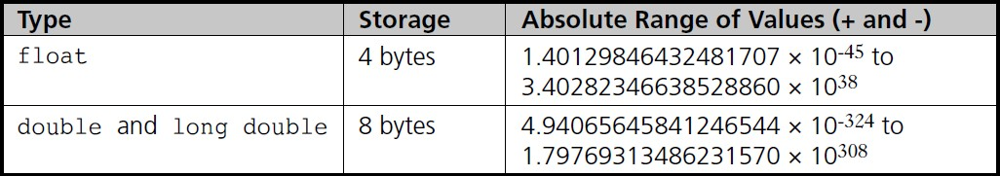 Type Storage Absolute Range of Values (+ and -)
float 4 bytes 1.40129846432481707 × 10-45 to
3.40282346638528860 × 1038
double and long double 8 bytes 4.94065645841246544 × 10-324 to
1.79769313486231570 × 10308